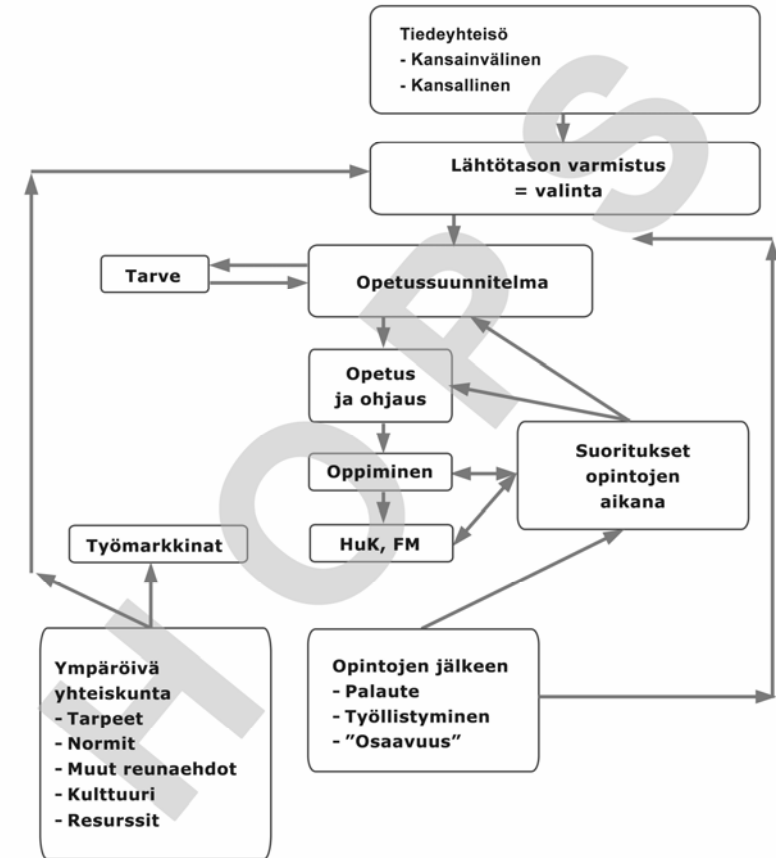 Tiedeyhteisö
- Kansainvälinen
- Kansallinen
Lähtötason varmistus
= valinta
Tarve
Opetussuunnitelma
Opetus
ja ohjaus
Oppiminen
Suoritukset
opintojen
aikana
HuK, FM
Työmarkkinat
Ympäröivä
yhteiskunta
- Tarpeet
- Normit
- Muut reunaehdot
- Kulttuuri
- Resurssit
Opintojen jälkeen
- Palaute
- Työllistyminen
- ”Osaavuus”
HOPS